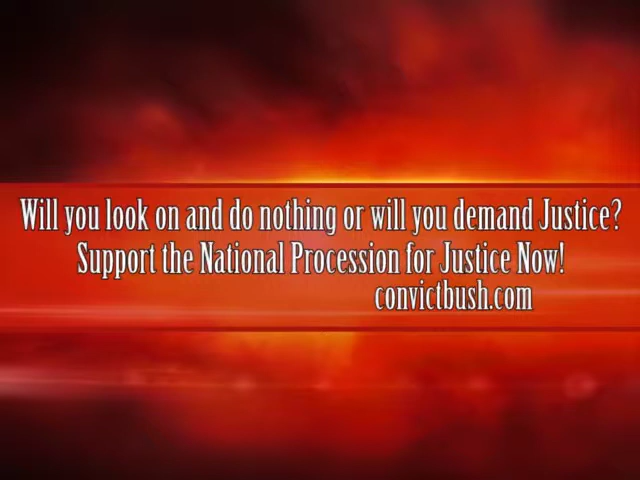 Will you look on and do nothing or will you demand Justice?
Support the National Procession for Justice Now!
convictbush.com